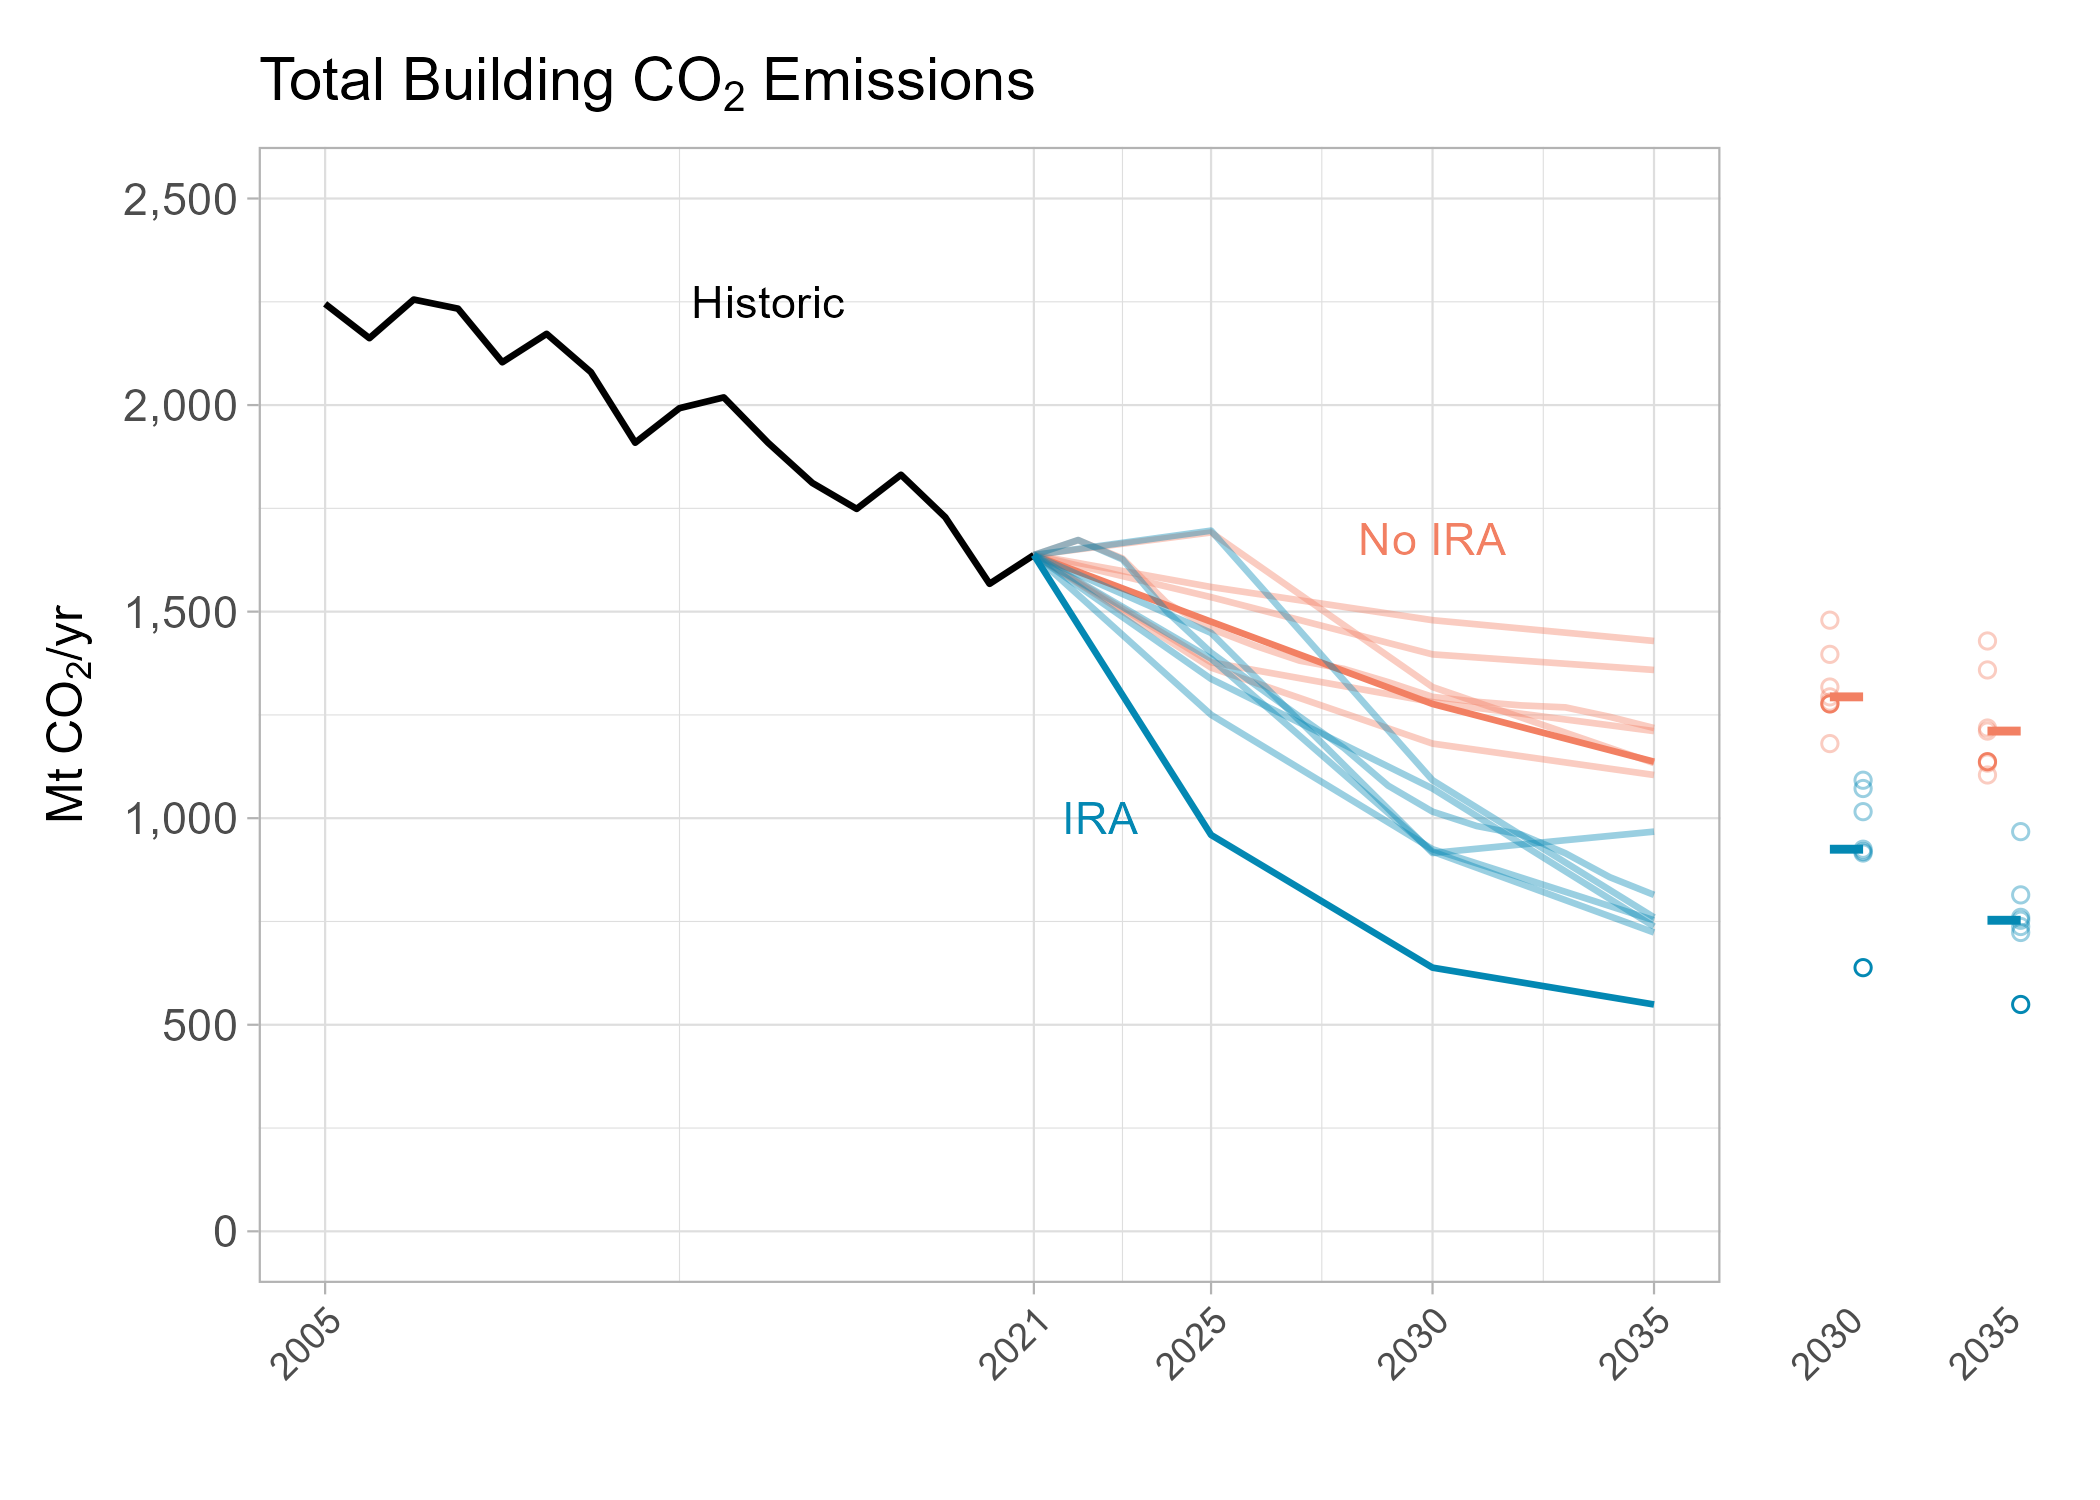 Total Building CO₂ Emissions
Mt CO₂/yr
2,500
2,000
1,500
1,000
500
0
Historic
No IRA
IRA
2005
2021
2025
2030
2035
2030
2035